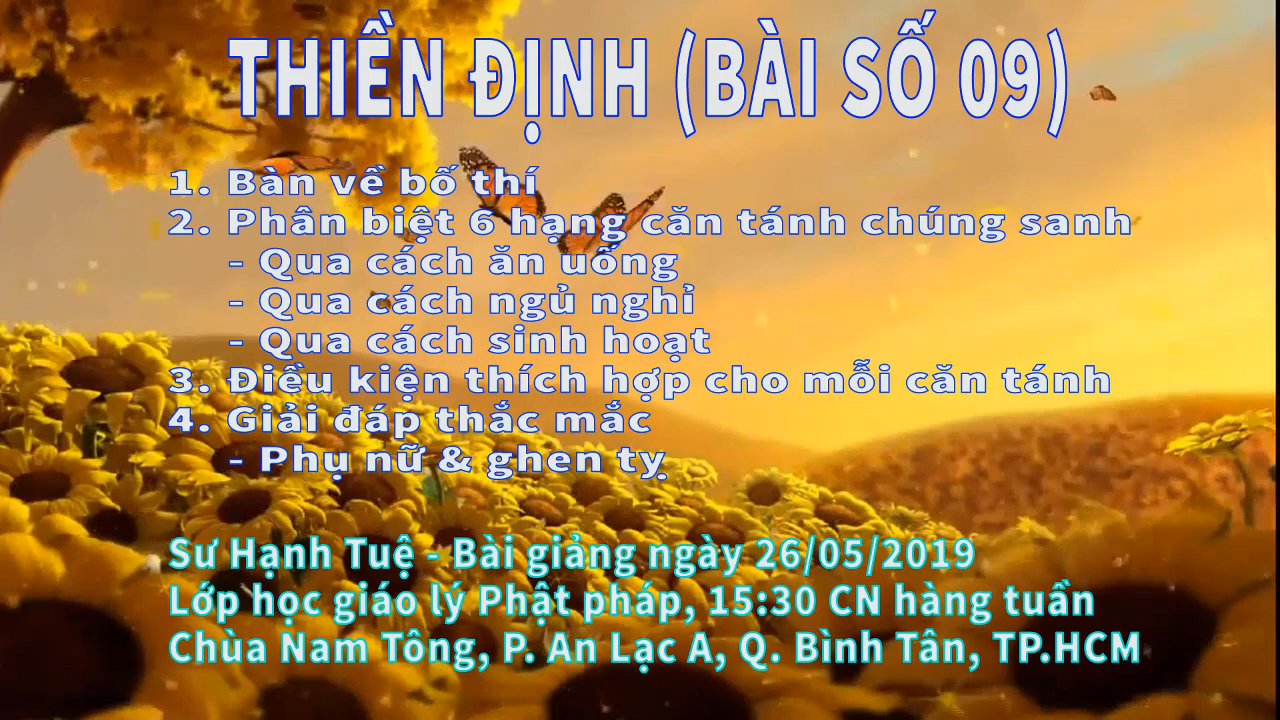 THIỀN ĐỊNH (BÀI SỐ 09)
1. Bàn về bố thí
2. Phân biệt 6 hạng căn tánh chúng sanh
- Qua cách ăn uống
- Qua cách ngủ nghỉ
- Qua cách sinh hoạt
3. Điều kiện thích hợp cho mỗi căn tánh
4. Giải đáp thắc mắc
- Phụ nữ & ghen tỵ
Sư Hạnh Tuệ - Bài giảng ngày 26/05/2019
Lớp học giáo lý Phật pháp, 15:30 CN hàng tuần
Chùa Nam Tông, P. An Lạc A, Q. Bình Tân, TP.HCM